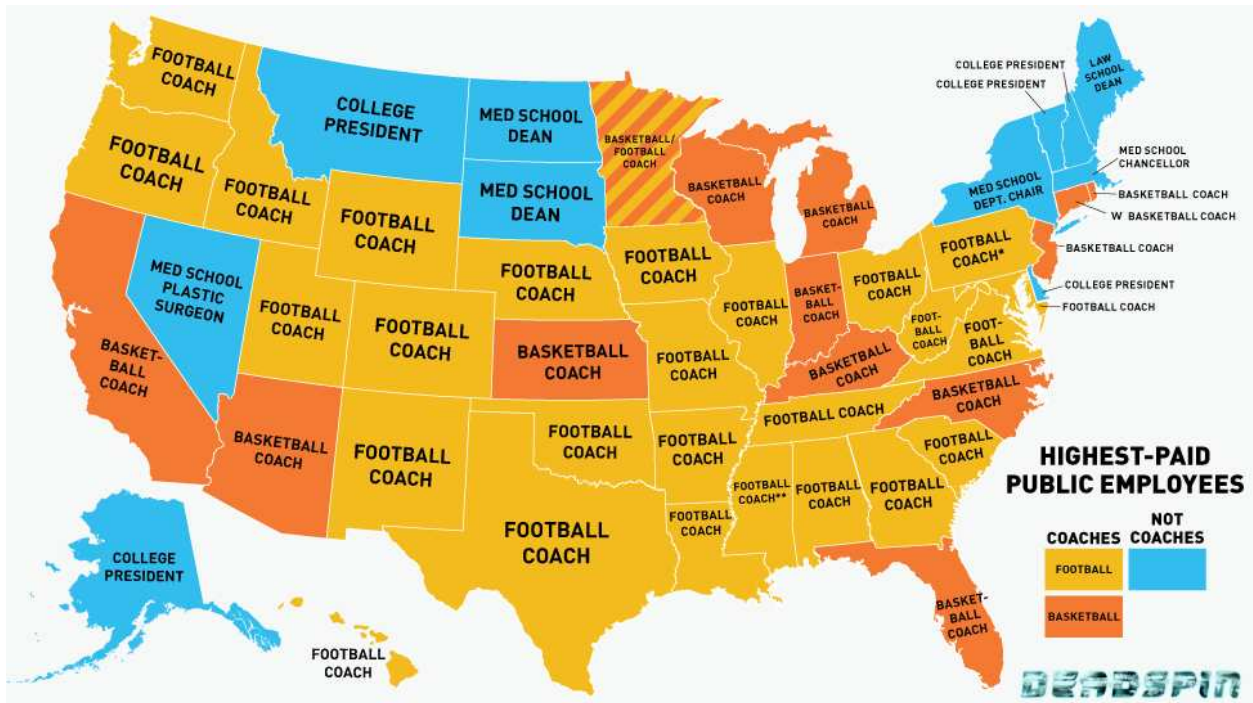 FOOTBALL
COACH
COLLEGE
PRESIDENT
MED SCHOOL
DEAN
BASKETBALL/
FOOTBALL
COACH
COLLEGE PRESIDENT
COLLEGE PRESIDENT
LAW
SCHOOL
DEAN
FOOTBALL
COACH
FOOTBALL
COACH
FOOTBALL
COACH
MED SCHOOL
DEAN
BASKETBALL
COACH
BASKETBALL
COACH
MED SCHOOL
DEPT. CHAIR
MED SCHOOL
CHANCELLOR
BASKETBALL COACH
W BASKETBALL COACH
BASKETBALL COACH
COLLEGE PRESIDENT
FOOTBALL COACH
MED SCHOOL
PLASTIC
SURGEON
FOOTBALL
COACH
FOOTBALL
COACH
FOOTBALL
COACH
FOOTBALL
COACH
FOOTBALL
COACH
BASKET-
BALL
COACH
FOOTBALL
COACH
FOOTBALL
COACH*
FOOT-
BALL
COACH
FOOT-
BALL
COACH
BASKET-
BALL
COACH
BASKETBALL
COACH
FOOTBALL
COACH
BASKETBALL
COACH
BASKETBALL
COACH
BASKETBALL
COACH
FOOTBALL
COACH
FOOTBALL
COACH
FOOTBALL
COACH
FOOTBALL COACH
FOOTBALL
COACH
FOOTBALL
COACH
FOOTBALL
COACH
FOOTBALL
COACH**
FOOTBALL
COACH
FOOTBALL
COACH
BASKET-
BALL
COACH
COLLEGE
PRESIDENT
FOOTBALL
COACH
HIGHEST-PAID
PUBLIC EMPLOYEES
COACHES
NOT
COACHES
FOOTBALL
BASKETBALL
DEADSPIN